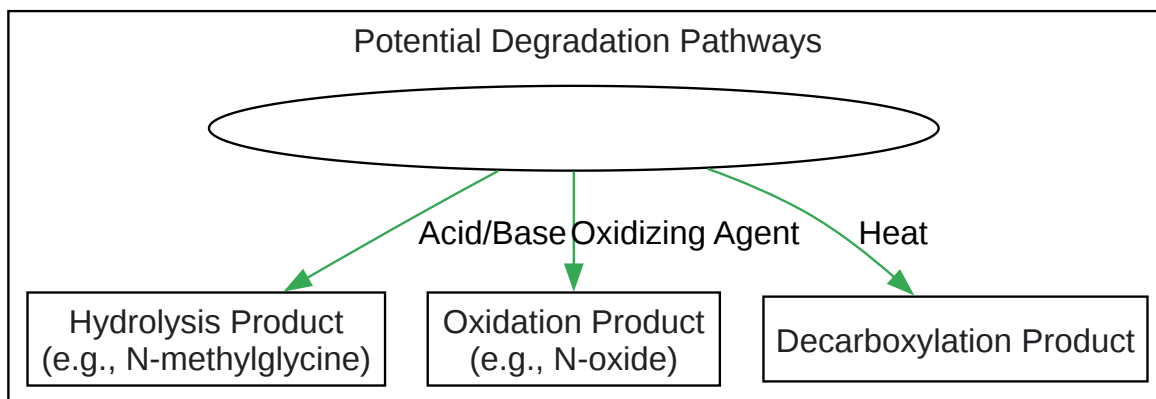 Potential Degradation Pathways
Acid/Base
Oxidizing Agent
Heat
Hydrolysis Product
(e.g., N-methylglycine)
Oxidation Product
(e.g., N-oxide)
Decarboxylation Product